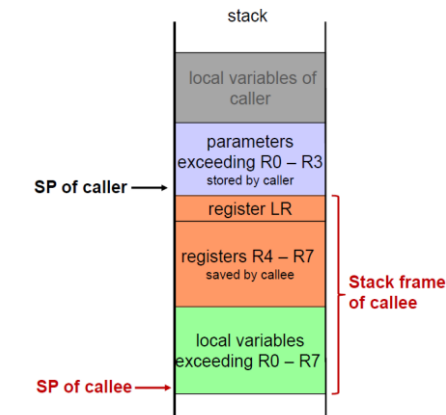 stack
local variables of
caller
parameters
exceeding R0 – R3
stored by caller
SP of caller
register LR
registers R4 – R7
saved by callee
Stack frame
of callee
local variables
exceeding R0 – R7
SP of callee